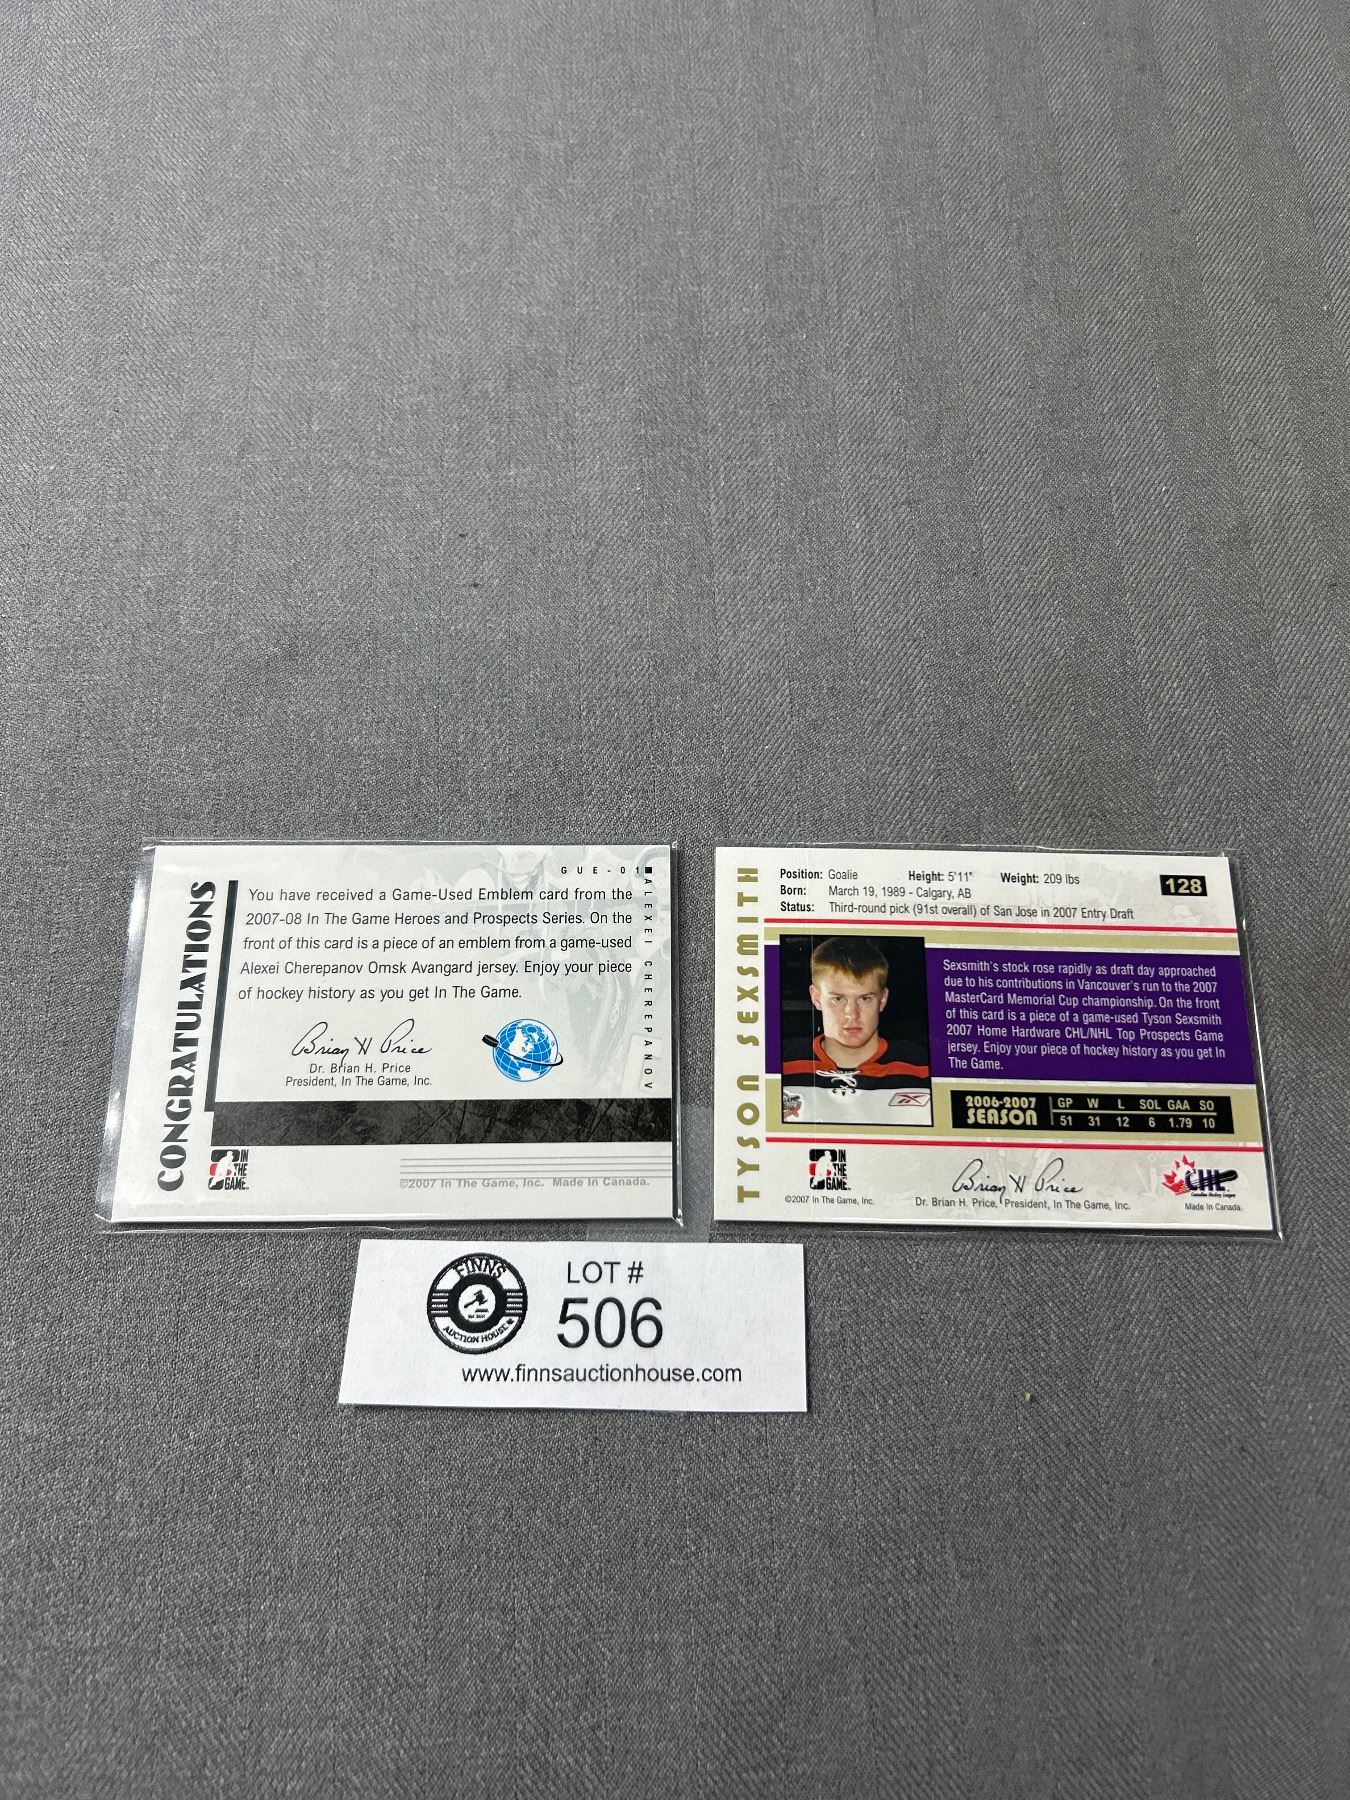 CONGRATULATIONS
GUE-01
ALEXEI CHEREPANOV
You have received a Game-Used Emblem card from the
2007-08 In The Game Heroes and Prospects Series. On the
front of this card is a piece of an emblem from a game-used
Alexei Cherepanov Omsk Avangard jersey. Enjoy your piece
of hockey history as you get In The Game.
Brian H Price
Dr. Brian H. Price
President, In The Game, Inc.
IN
THE
GAME.
©2007 In The Game, Inc. Made In Canada.
TYSON SEXSMITH
Position: Goalie Height: 5'11" Weight: 209 lbs
Born: March 19, 1989 - Calgary, AB
Status: Third-round pick (91st overall) of San Jose in 2007 Entry Draft
128
Sexsmith's stock rose rapidly as draft day approached
due to his contributions in Vancouver's run to the 2007
MasterCard Memorial Cup championship. On the front
of this card is a piece of a game-used Tyson Sexsmith
2007 Home Hardware CHL/NHL Top Prospects Game
jersey. Enjoy your piece of hockey history as you get In
The Game.
2006-2007 GP W L SOL GAA SO
SEASON 51 31 12 6 1.79 10
IN
THE
GAME.
©2007 In The Game, Inc.
Brian H Price
Dr. Brian H. Price, President, In The Game, Inc.
CHL
Canadian Hockey League
Made In Canada.
FINNS
AUCTION HOUSE
LOT #
506
www.finnsauctionhouse.com